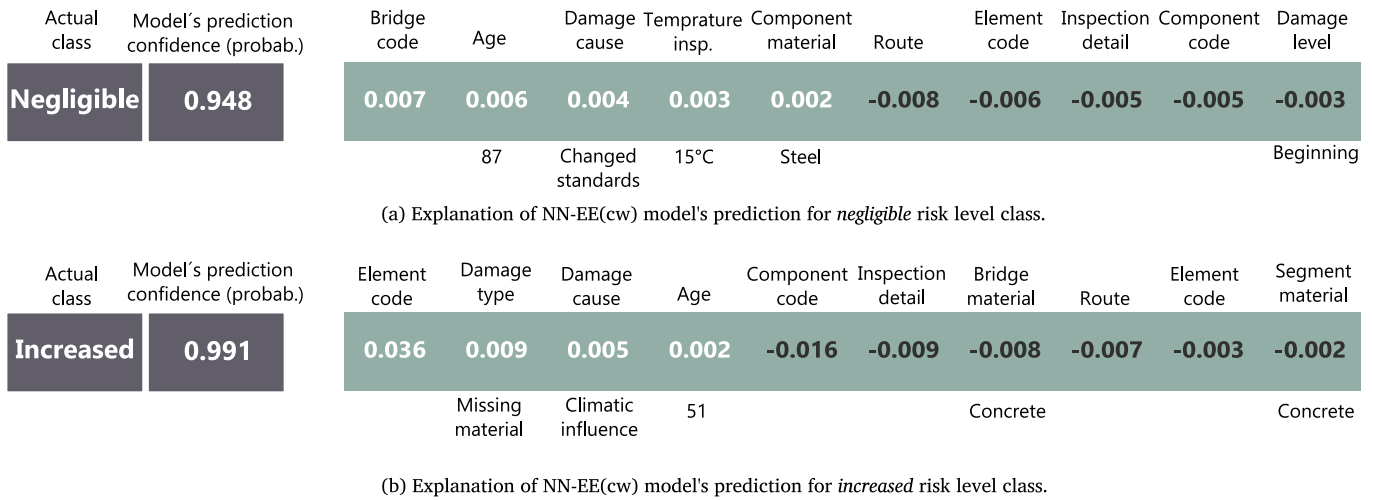 Actual class
Model´s prediction confidence (probab.)
Bridge code
Age
Damage cause
Temprature insp.
Component material
Route
Element code
Inspection detail
Component code
Damage level
Negligible
0.948
0.007
0.006
0.004
0.003
0.002
-0.008
-0.006
-0.005
-0.005
-0.003
87
Changed standards
15°C
Steel
Beginning
(a) Explanation of NN-EE(cw) model's prediction for negligible risk level class.
Actual class
Model´s prediction confidence (probab.)
Element code
Damage type
Damage cause
Age
Component code
Inspection detail
Bridge material
Route
Element code
Segment material
Increased
0.991
0.036
0.009
0.005
0.002
-0.016
-0.009
-0.008
-0.007
-0.003
-0.002
Missing material
Climatic influence
51
Concrete
Concrete
(b) Explanation of NN-EE(cw) model's prediction for increased risk level class.